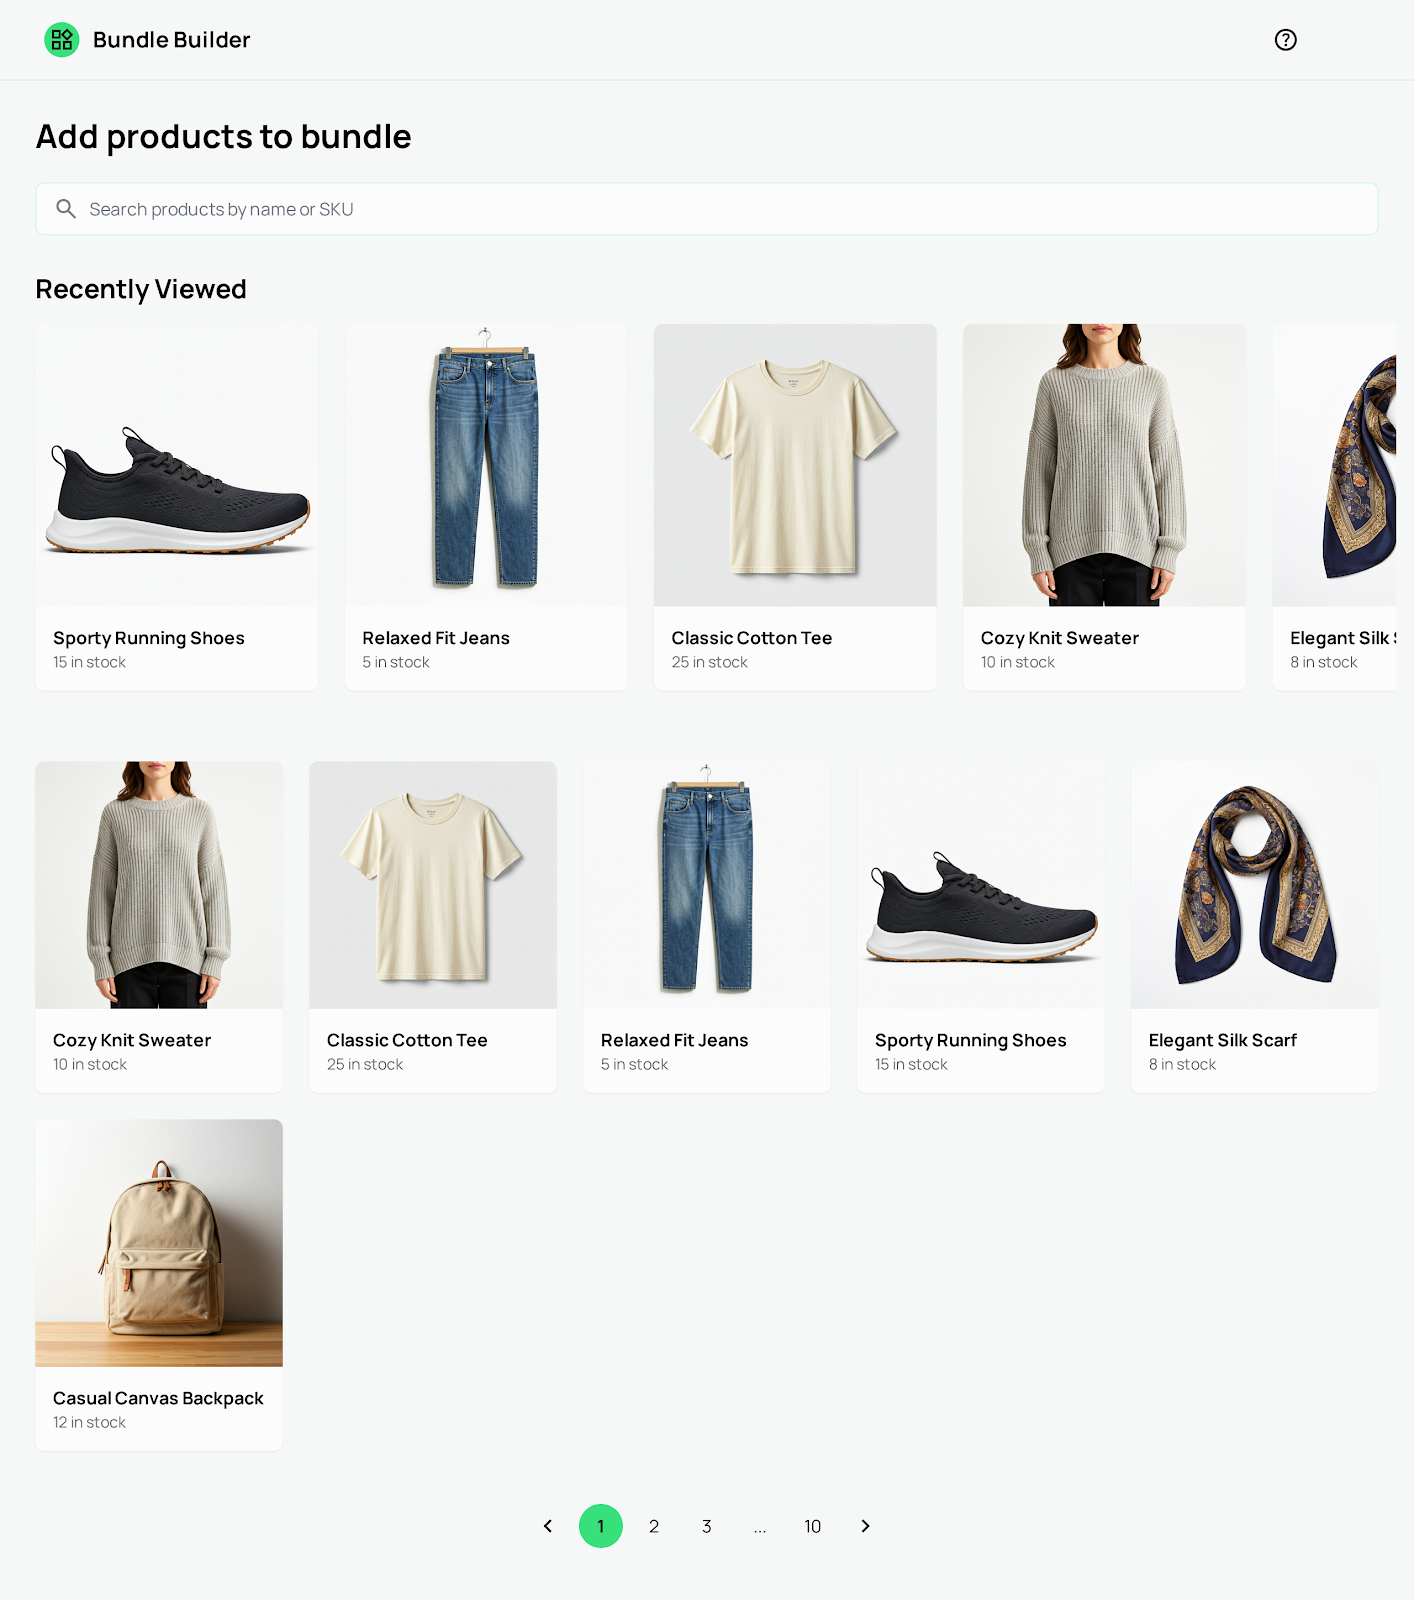 Bundle Builder
Add products to bundle
Search products by name or SKU
Recently Viewed
Sporty Running Shoes
15 in stock
Relaxed Fit Jeans
5 in stock
Classic Cotton Tee
25 in stock
Cozy Knit Sweater
10 in stock
Elegant Silk
8 in stock
Cozy Knit Sweater
10 in stock
Classic Cotton Tee
25 in stock
Relaxed Fit Jeans
5 in stock
Sporty Running Shoes
15 in stock
Elegant Silk Scarf
8 in stock
Casual Canvas Backpack
12 in stock
1 2 3 ... 10